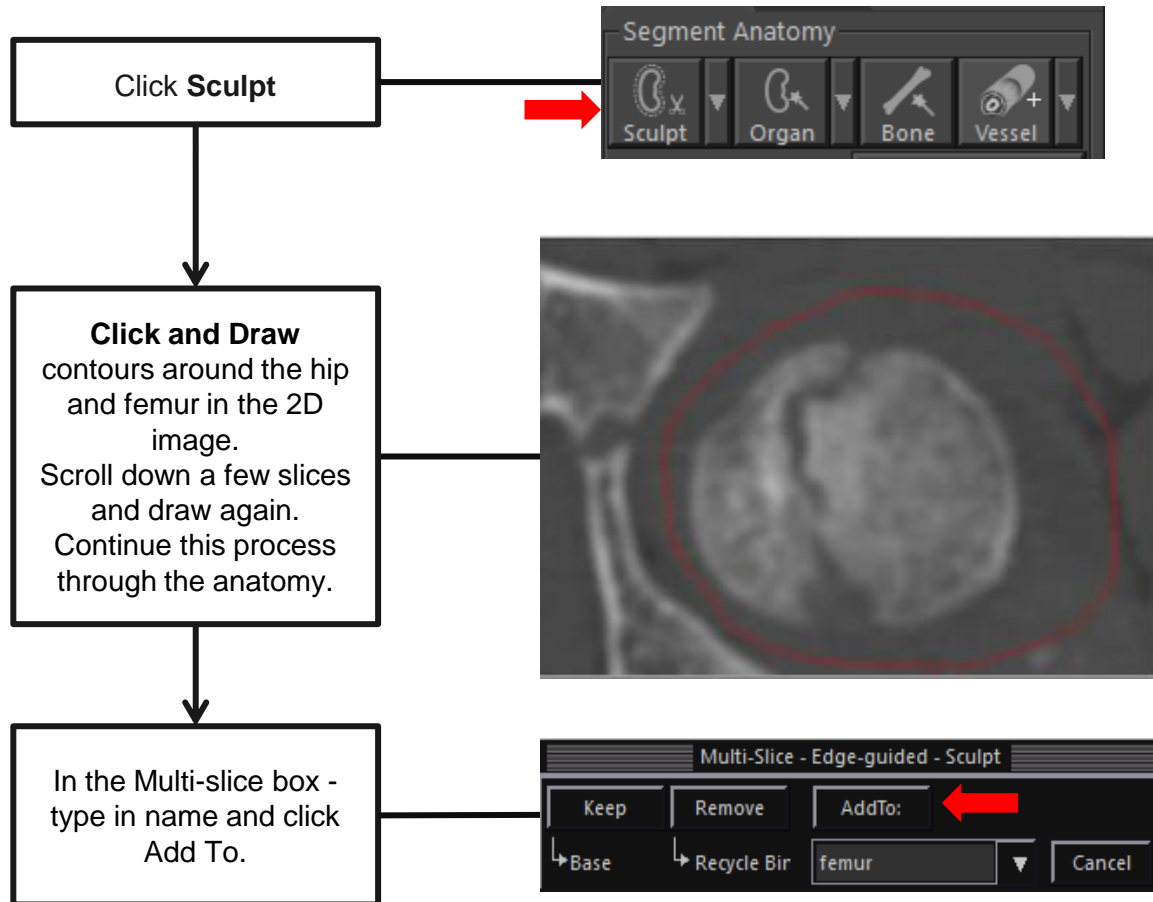 Click Sculpt
Segment Anatomy
Sculpt
Organ
Bone
Vessel
Click and Draw
contours around the hip
and femur in the 2D
image.
Scroll down a few slices
and draw again.
Continue this process
through the anatomy.
In the Multi-slice box -
type in name and click
Add To.
Multi-Slice - Edge-guided - Sculpt
Keep
Remove
AddTo:
Base
Recycle Bin
femur
Cancel